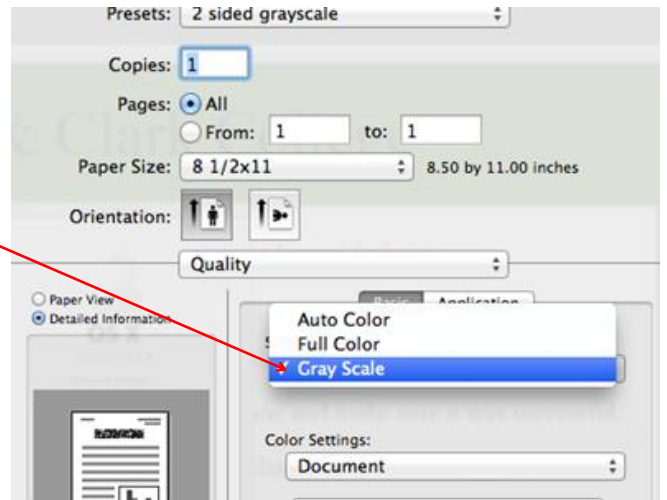 Presets: 2 sided grayscale
Copies: 1
Pages: All
From: 1 to: 1
Paper Size: 8 1/2x11 8.50 by 11.00 inches
Orientation:
Quality
Paper View
Detailed Information
Basic Application
Auto Color
Full Color
Gray Scale
Color Settings:
Document